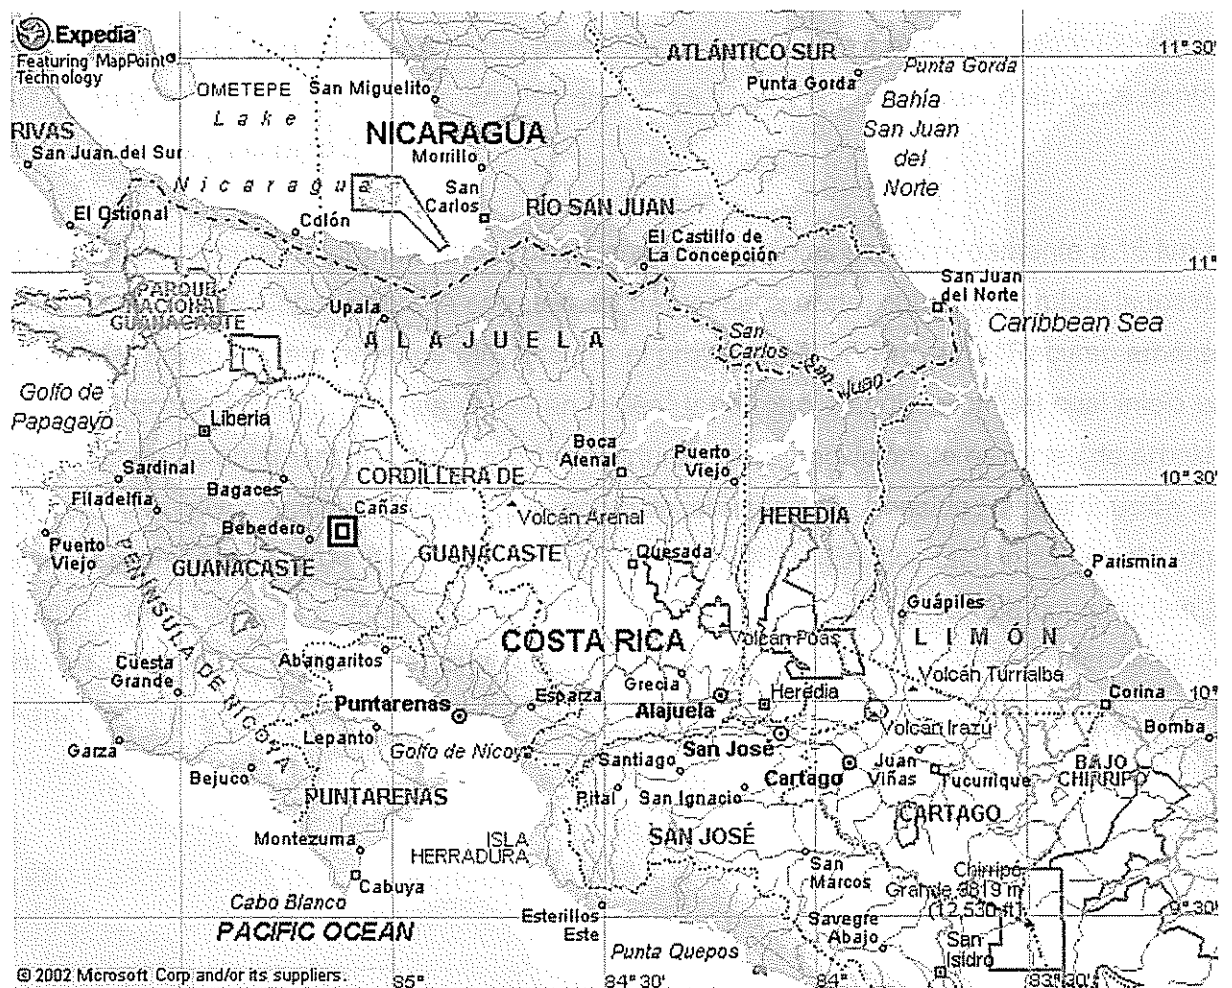 Expedia
Featuring MapPoint
Technology
ATLÁNTICO SUR
11° 30'
Punta Gorda
Punta Gorda
OMETEPE
San Miguelito
Lake
Bahía
San Juan
del
Norte
RIVAS
NICARAGUA
San Juan del Sur
Morrillo
Nicaragua
San
Carlos
RÍO SAN JUAN
El Ostional
Colón
El Castillo de
La Concepción
11°
PARQUE
NACIONAL
GUANACASTE
San Juan
del Norte
Upala
Caribbean Sea
ALAJUELA
San
Carlos
San Juan
Golfo de
Papagayo
Liberia
Boca
Arenal
Puerto
Viejo
Sardinal
CORDILLERA DE
10° 30'
Filadelfia
Bagaces
Cañas
Volcán Arenal
HEREDIA
Bebedero
Puerto
Viejo
GUANACASTE
GUANACASTE
Quesada
Parismina
PENINSULA DE NICOYA
Guápiles
COSTA RICA
Volcán Poás
LIMÓN
Abangaritos
Cuesta
Grande
Grecia
Heredia
Volcán Turrialba
Esparza
Corina
10°
Puntarenas
Alajuela
Lepanto
Golfo de Nicoya
San José
Volcán Irazú
Bomba
Garza
Bejuco
Santiago
Cartago
Juan
Viñas
Tucurrique
BAJO
CHIRRIPO
PUNTARENAS
Pital
San Ignacio
CARTAGO
Montezuma
ISLA
HERRADURA
SAN JOSÉ
Cabuya
San
Marcos
Chirripó
Grande 3819 m
(12,530 ft)
Cabo Blanco
Esterillos
Este
Savegre
Abajo
9° 30'
PACIFIC OCEAN
Punta Quepos
San
Isidro
© 2002 Microsoft Corp and/or its suppliers.
85°
84° 30'
84°
83° 30'